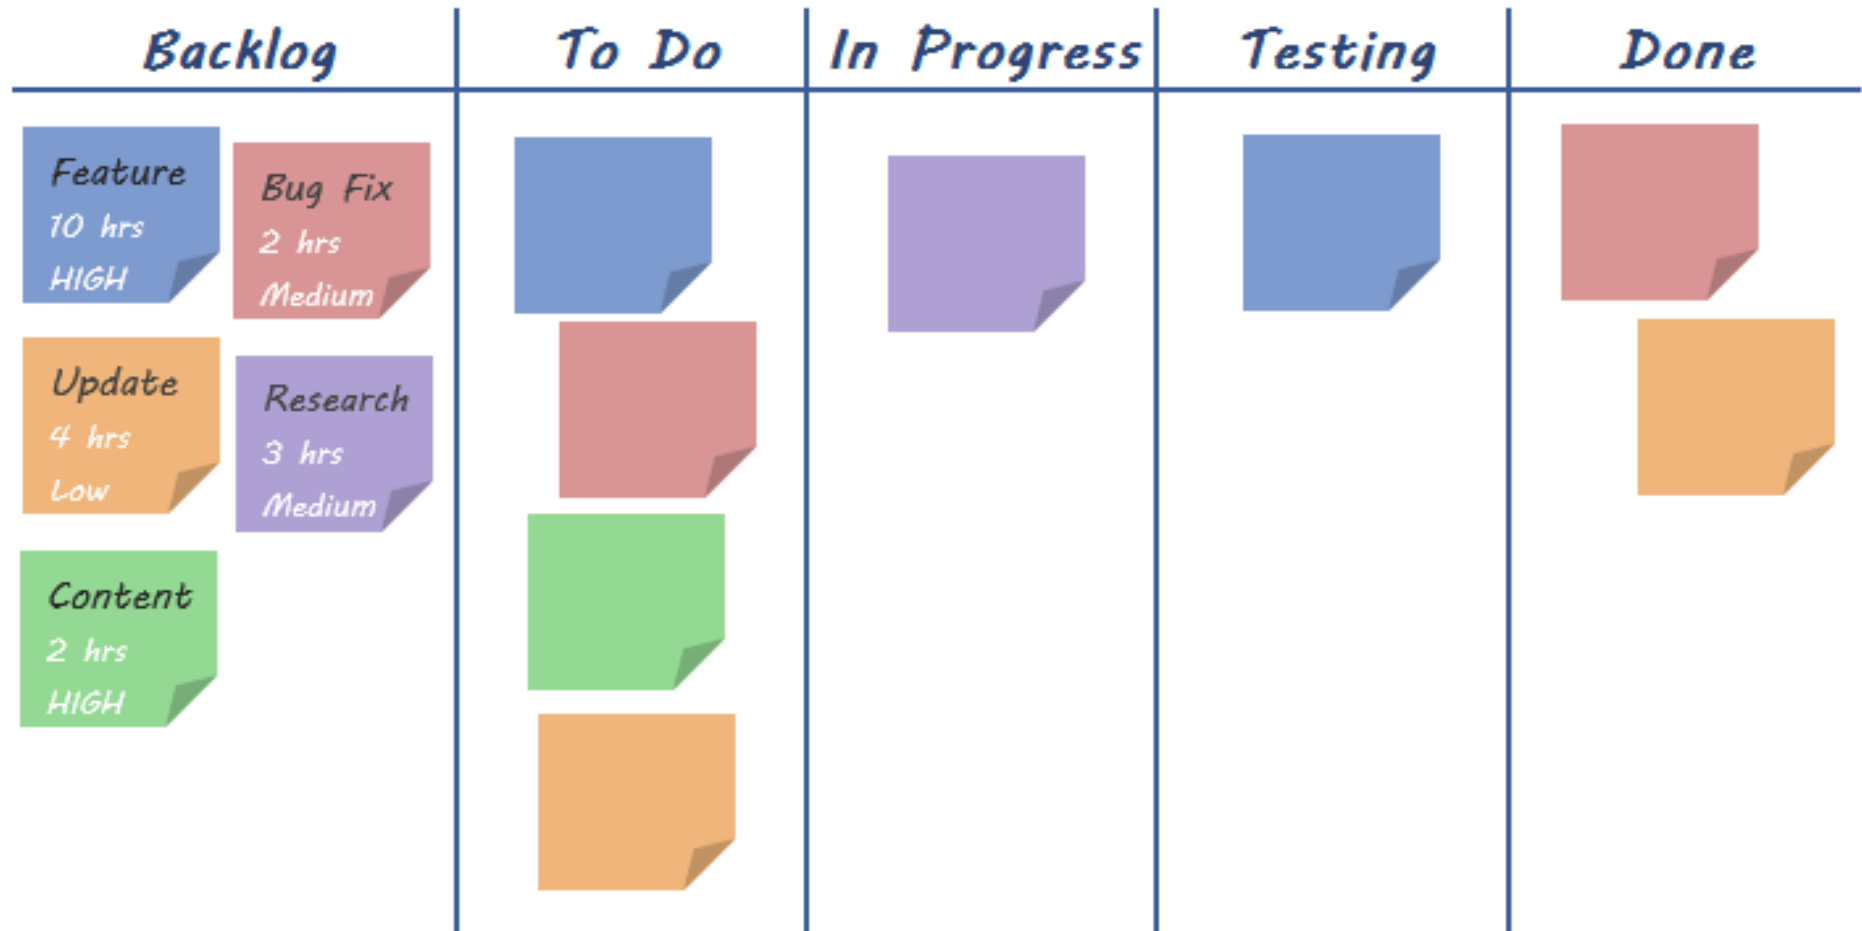 Backlog
To Do
In Progress
Testing
Done
Feature
10 hrs
HIGH
Bug Fix
2 hrs
Medium
Update
4 hrs
Low
Research
3 hrs
Medium
Content
2 hrs
HIGH